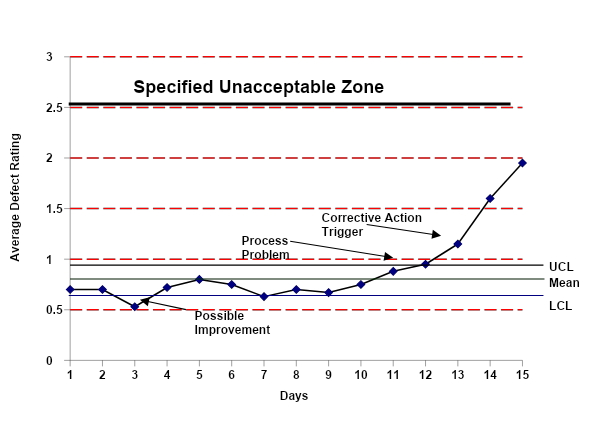 3
Specified Unacceptable Zone
2.5
2
1.5
Corrective Action
Trigger
Process
Problem
1
UCL
Mean
LCL
0.5
Possible
Improvement
0
1 2 3 4 5 6 7 8 9 10 11 12 13 14 15
Days
Average Defect Rating